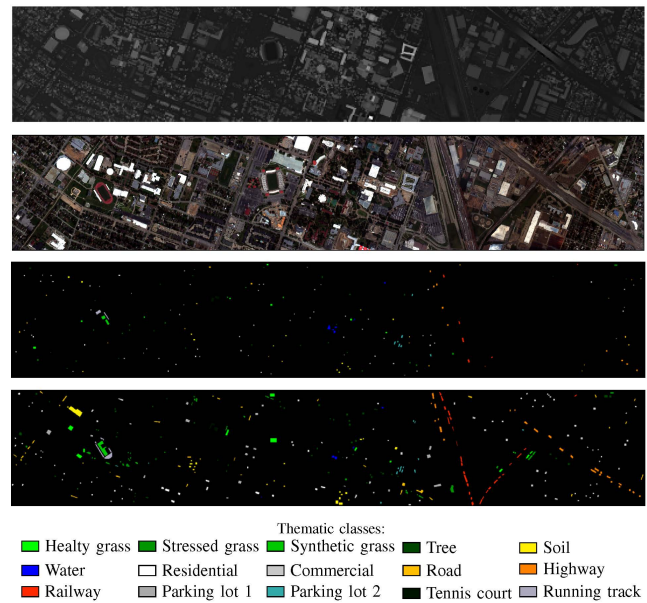 Thematic classes:
Healty grass Stressed grass Synthetic grass Tree Soil
Water Residential Commercial Road Highway
Railway Parking lot 1 Parking lot 2 Tennis court Running track